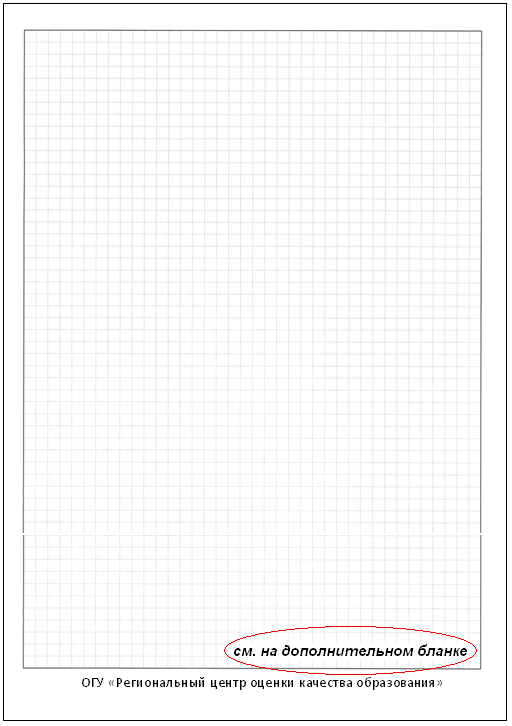 см. на дополнительном бланке
ОГУ «Региональный центр оценки качества образования»